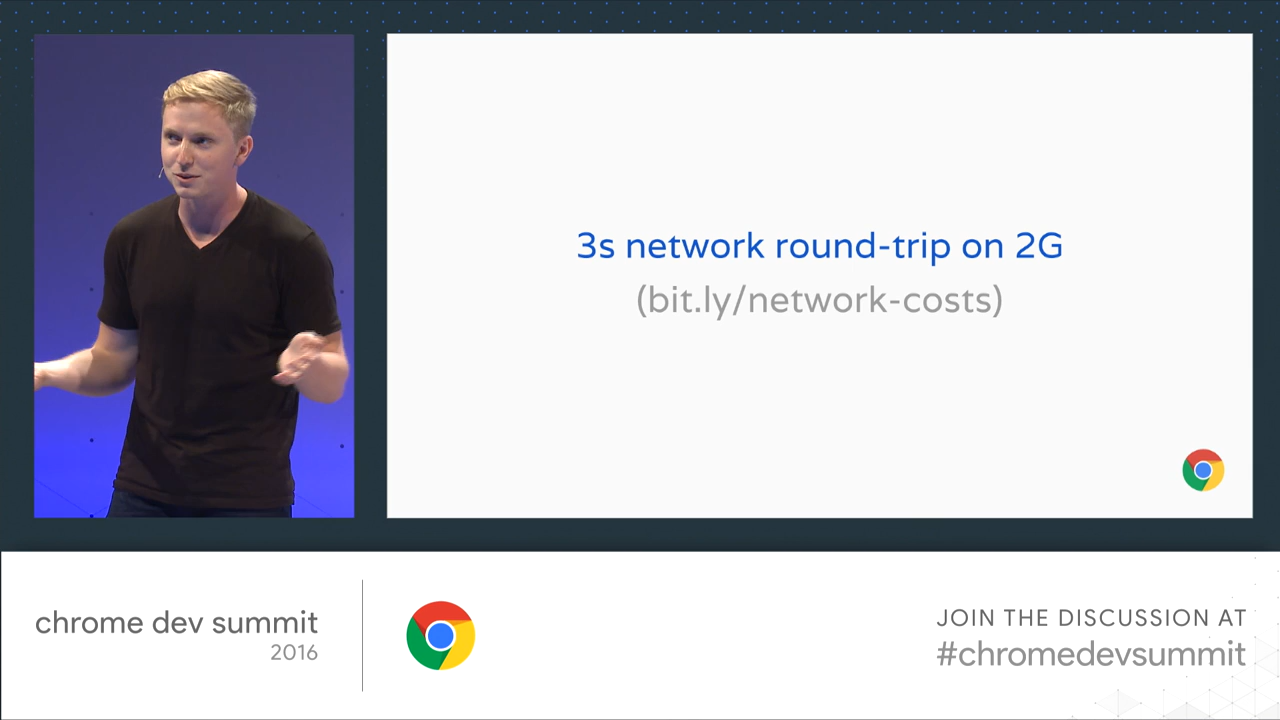 3s network round-trip on 2G
(bit.ly/network-costs)
chrome dev summit
2016
JOIN THE DISCUSSION AT
#chromedevsummit